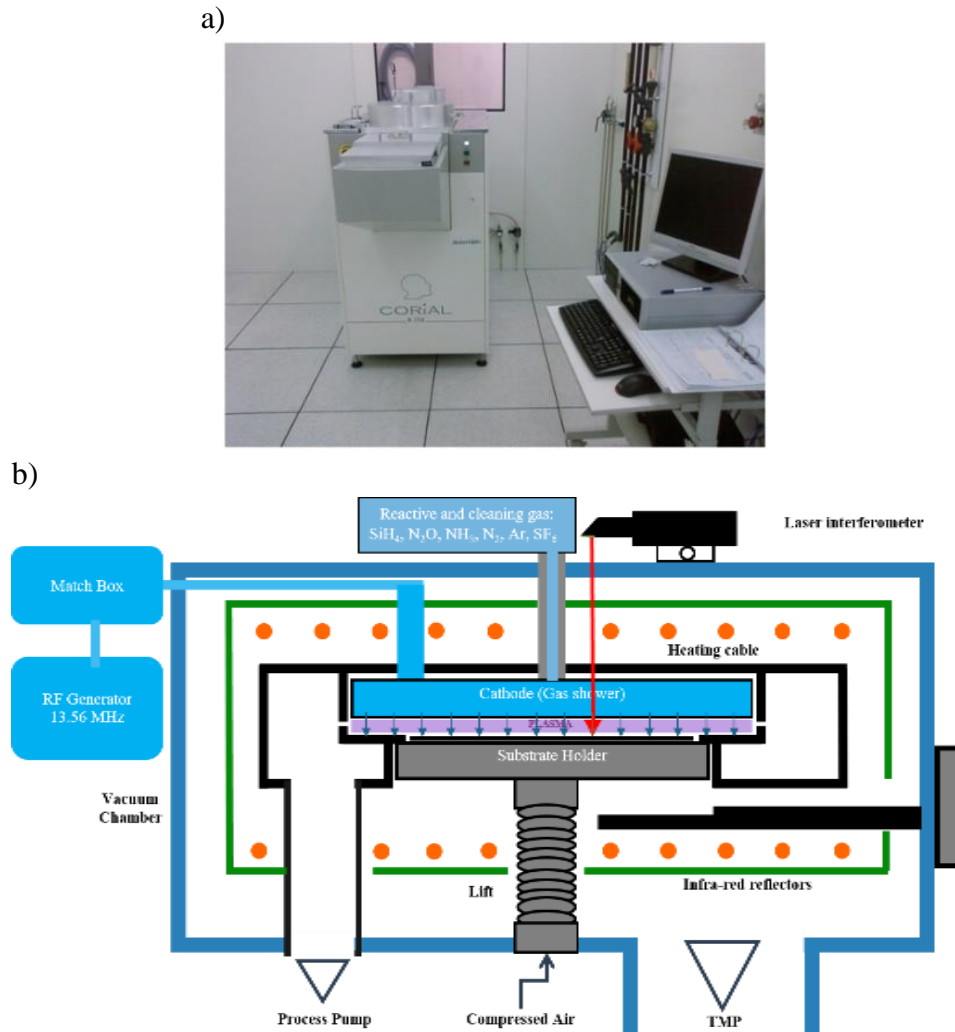 a)
CORiAL
b)
Reactive and cleaning gas:
SiH₄, N₂O, NH₃, N₂, Ar, SF₆
Laser interferometer
Match Box
Heating cable
RF Generator
13.56 MHz
Cathode (Gas shower)
PLASMA
Substrate Holder
Vacuum
Chamber
Lift
Infra-red reflectors
Process Pump
Compressed Air
TMP